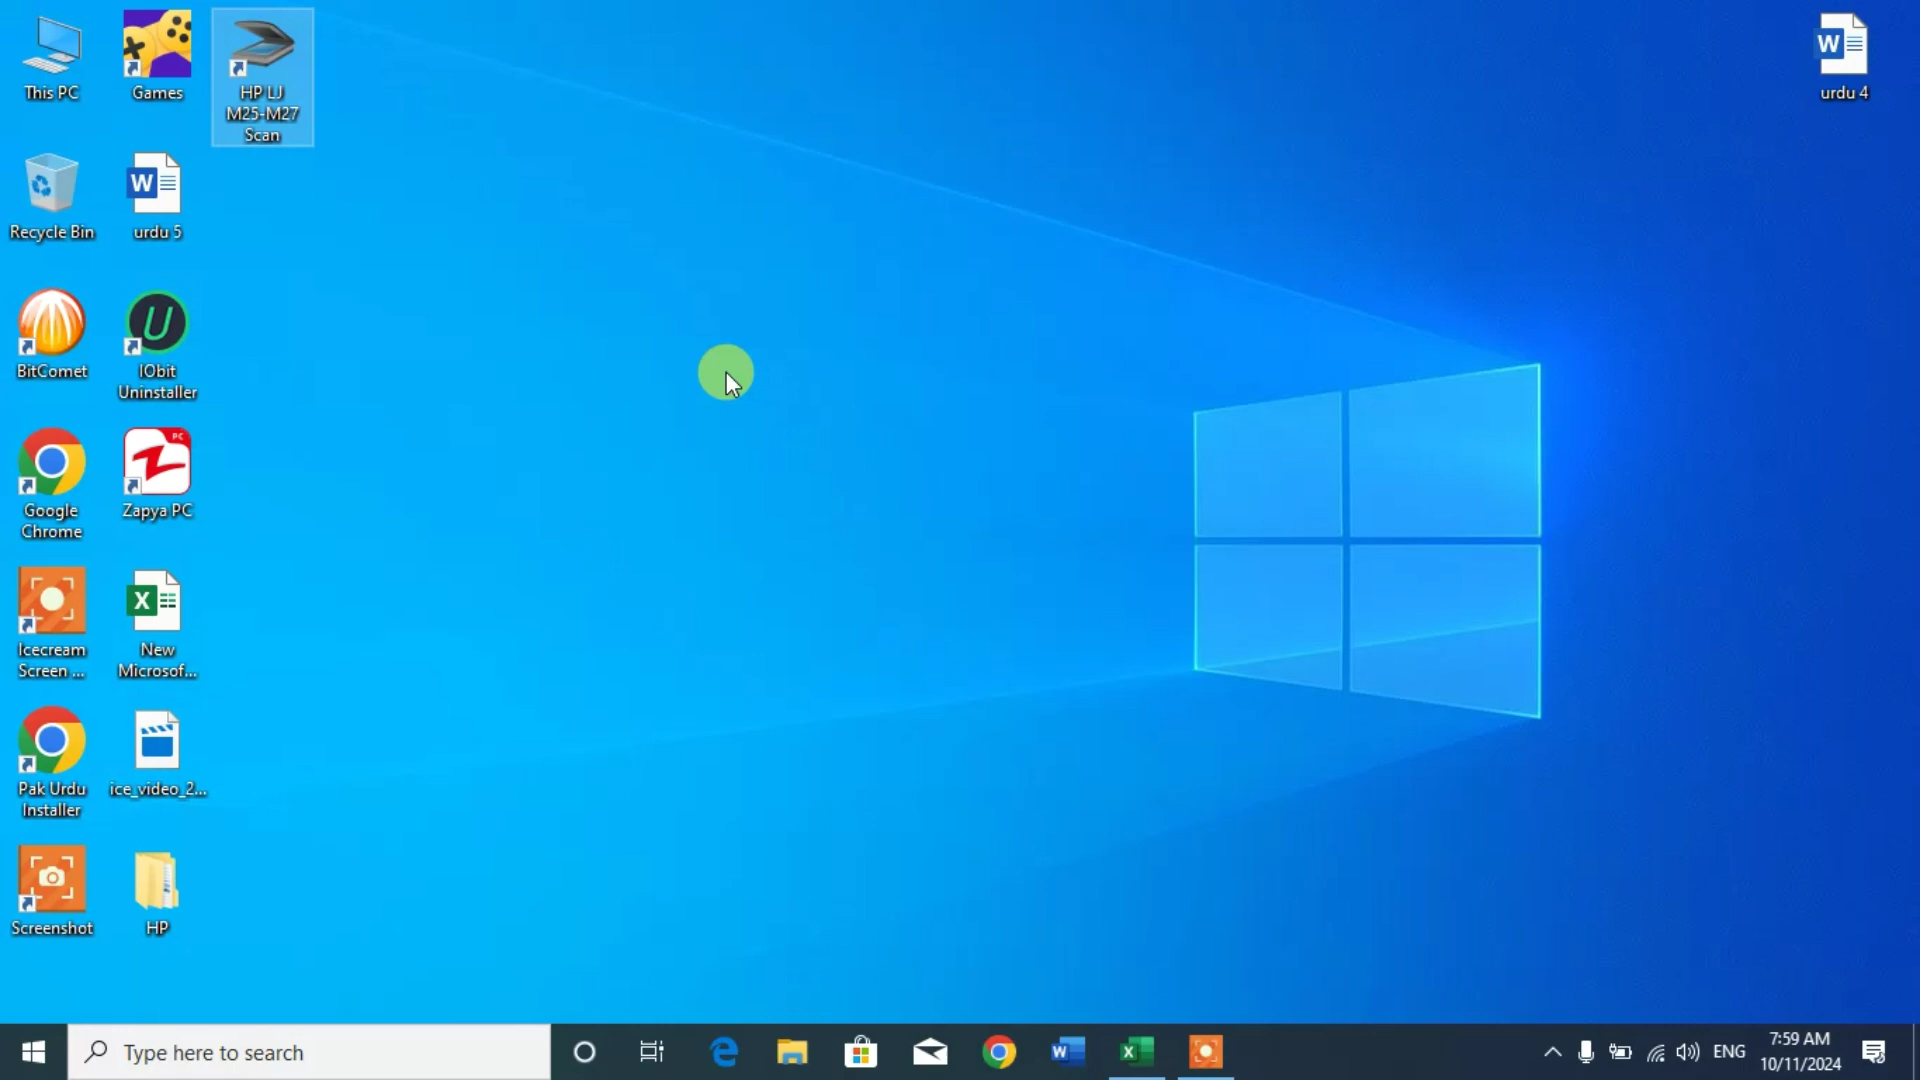 This PC
Games
HP LJ
M25-M27
Scan
urdu 4
Recycle Bin
urdu 5
BitComet
IObit
Uninstaller
Google
Chrome
Zapya PC
Icecream
Screen ...
New
Microsof...
Pak Urdu
Installer
ice_video_2...
Screenshot
HP
Type here to search
ENG
7:59 AM
10/11/2024